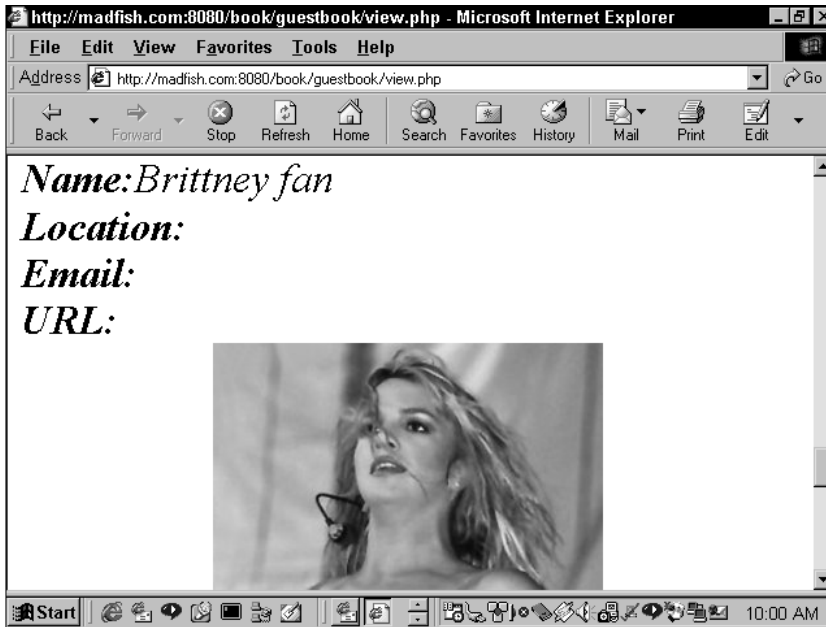 http://madfish.com:8080/book/guestbook/view.php - Microsoft Internet Explorer
File Edit View Favorites Tools Help
Address http://madfish.com:8080/book/guestbook/view.php Go
Back Forward Stop Refresh Home Search Favorites History Mail Print Edit
Name:Brittney fan
Location:
Email:
URL:
Start 10:00 AM